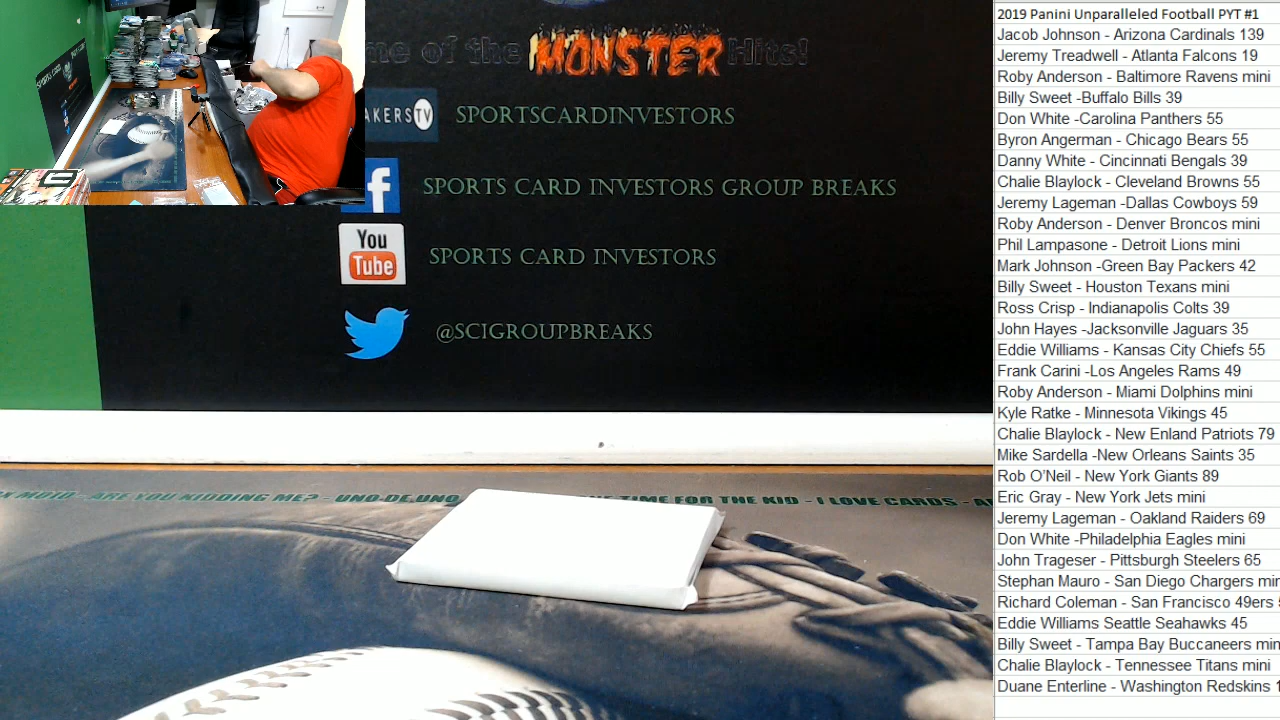 me of the MONSTER Hits!
AKERSTV SPORTSCARDINVESTORS
f SPORTS CARD INVESTORS GROUP BREAKS
You
Tube SPORTS CARD INVESTORS
@SCIGROUPBREAKS
- ARE YOU KIDDING ME? - UNO DE UNO TIME FOR THE KID - I LOVE CARDS -
2019 Panini Unparalleled Football PYT #1
Jacob Johnson - Arizona Cardinals 139
Jeremy Treadwell - Atlanta Falcons 19
Roby Anderson - Baltimore Ravens mini
Billy Sweet -Buffalo Bills 39
Don White -Carolina Panthers 55
Byron Angerman - Chicago Bears 55
Danny White - Cincinnati Bengals 39
Chalie Blaylock - Cleveland Browns 55
Jeremy Lageman -Dallas Cowboys 59
Roby Anderson - Denver Broncos mini
Phil Lampasone - Detroit Lions mini
Mark Johnson -Green Bay Packers 42
Billy Sweet - Houston Texans mini
Ross Crisp - Indianapolis Colts 39
John Hayes -Jacksonville Jaguars 35
Eddie Williams - Kansas City Chiefs 55
Frank Carini -Los Angeles Rams 49
Roby Anderson - Miami Dolphins mini
Kyle Ratke - Minnesota Vikings 45
Chalie Blaylock - New Enland Patriots 79
Mike Sardella -New Orleans Saints 35
Rob O'Neil - New York Giants 89
Eric Gray - New York Jets mini
Jeremy Lageman - Oakland Raiders 69
Don White -Philadelphia Eagles mini
John Trageser - Pittsburgh Steelers 65
Stephan Mauro - San Diego Chargers min
Richard Coleman - San Francisco 49ers
Eddie Williams Seattle Seahawks 45
Billy Sweet - Tampa Bay Buccaneers min
Chalie Blaylock - Tennessee Titans mini
Duane Enterline - Washington Redskins 1